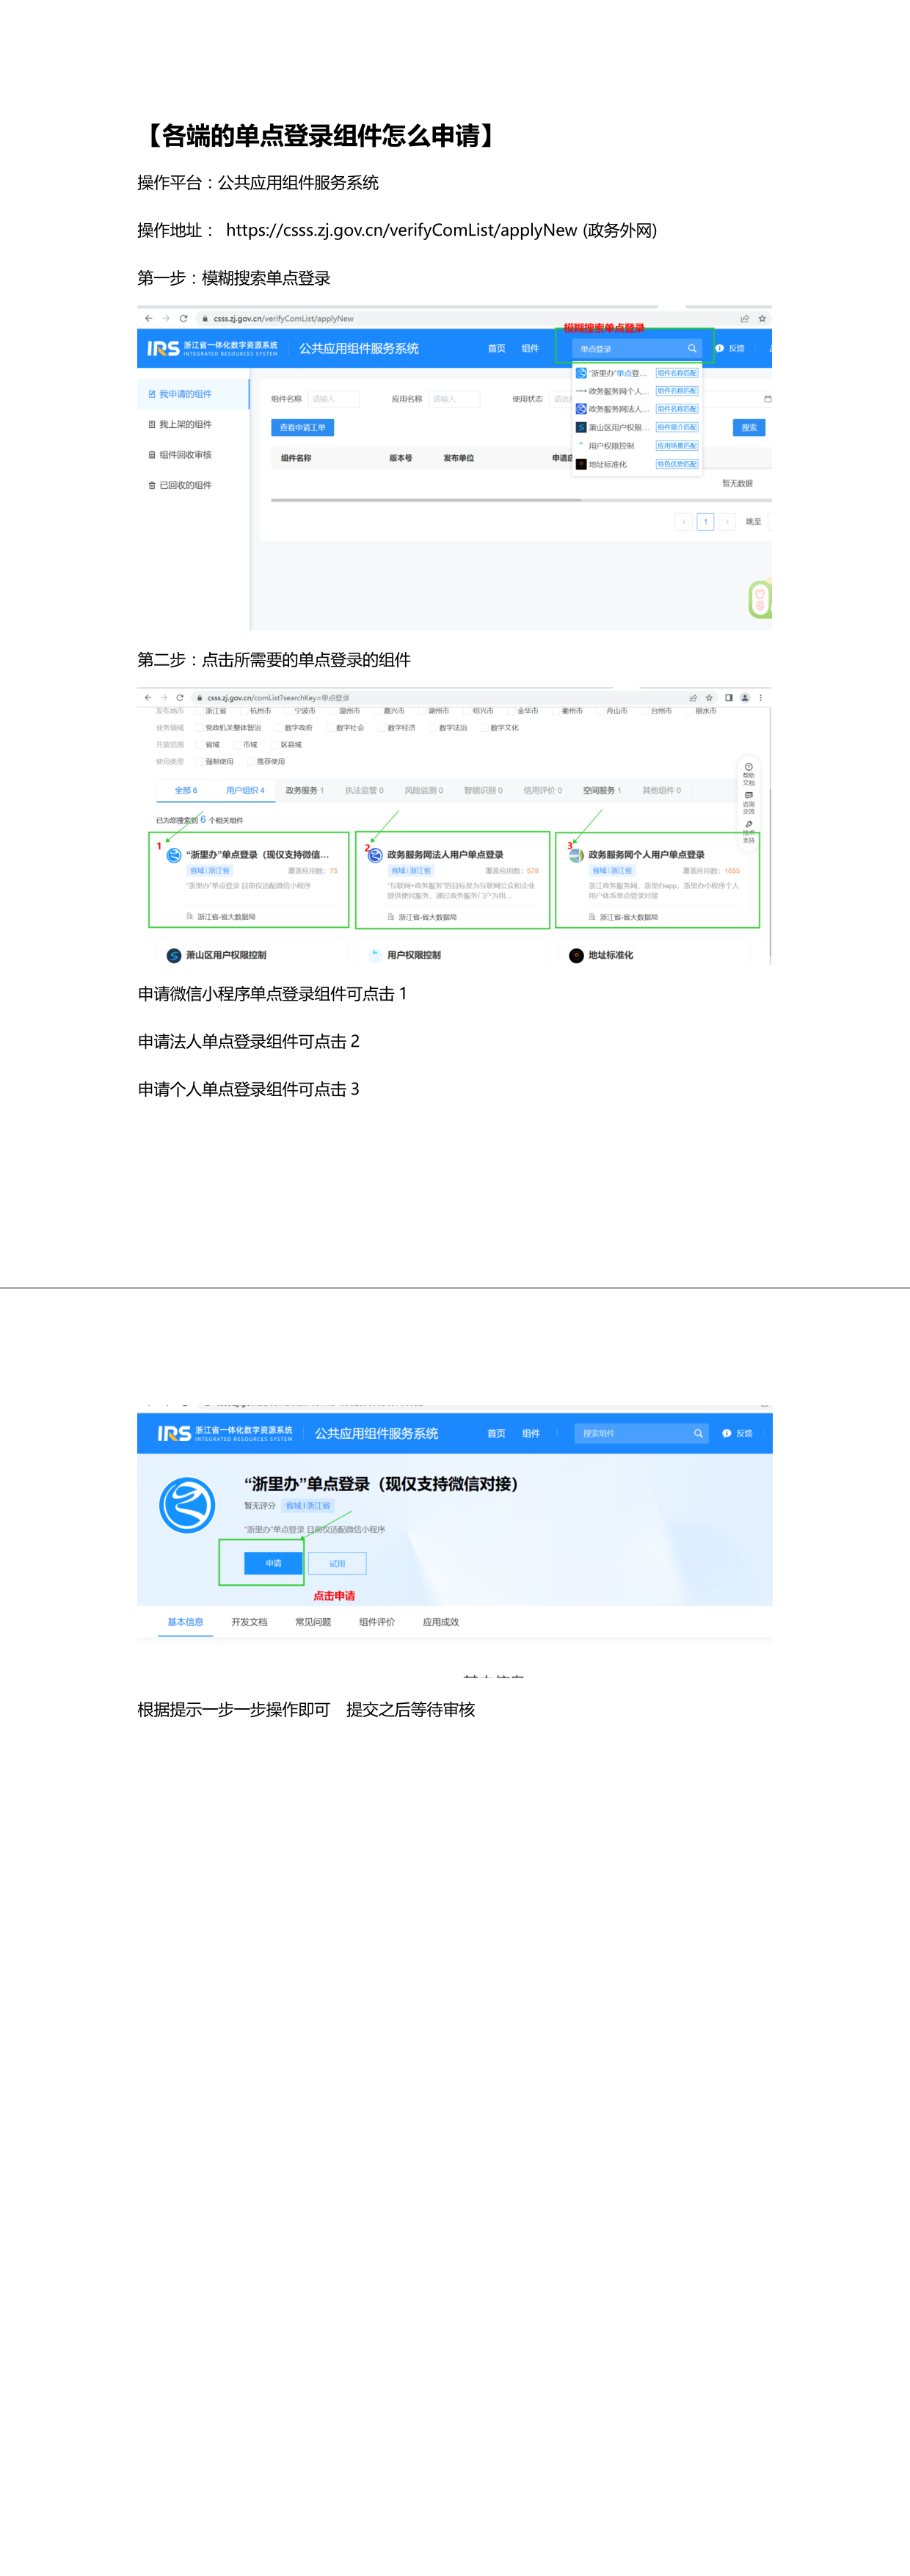 【各端的单点登录组件怎么申请】
操作平台：公共应用组件服务系统
操作地址： https://csss.zj.gov.cn/verifyComList/applyNew (政务外网)
第一步：模糊搜索单点登录
csss.zj.gov.cn/verifyComList/applyNew
模糊搜索单点登录
IRS 浙江省一体化数字资源系统 INTEGRATED RESOURCES SYSTEM 公共应用组件服务系统 首页 组件 单点登录 反馈
我申请的组件
我上架的组件
组件回收审核
已回收的组件
组件名称 请输入 应用名称 请输入 使用状态
查看申请工单 搜索
组件名称 版本号 发布单位
“浙里办”单点登... 组件名称匹配
政务服务网个人... 组件名称匹配
政务服务网法人... 组件名称匹配
萧山区用户权限... 组件简介匹配
用户权限控制 应用场景匹配
地址标准化 特色优势匹配
暂无数据
< 1 > 跳至
第二步：点击所需要的单点登录的组件
csss.zj.gov.cn/comList?searchKey=单点登录
发布地市 浙江省 杭州市 宁波市 温州市 嘉兴市 湖州市 绍兴市 金华市 衢州市 舟山市 台州市 丽水市
业务领域 党政机关整体智治 数字政府 数字社会 数字经济 数字法治 数字文化
开放范围 省域 市域 区县域
使用类型 强制使用 推荐使用
全部 6 用户组织 4 政务服务 1 执法监管 0 风险监测 0 智能识别 0 信用评价 0 空间服务 1 其他组件 0
帮助文档
咨询交流
技术支持
已为您搜索到 6 个相关组件
1
“浙里办”单点登录（现仅支持微信...
省域 | 浙江省 覆盖应用数：75
“浙里办”单点登录 目前仅适配微信小程序
浙江省-省大数据局
2
政务服务网法人用户单点登录
省域 | 浙江省 覆盖应用数：678
“互联网+政务服务”的目标是为互联网公众和企业
提供便民服务，通过政务服务门户为用...
浙江省-省大数据局
3
政务服务网个人用户单点登录
省域 | 浙江省 覆盖应用数：1655
浙江政务服务网，浙里办app，浙里办小程序个人
用户体系单点登录对接
浙江省-省大数据局
萧山区用户权限控制 用户权限控制 地址标准化
申请微信小程序单点登录组件可点击 1
申请法人单点登录组件可点击 2
申请个人单点登录组件可点击 3
IRS 浙江省一体化数字资源系统 INTEGRATED RESOURCES SYSTEM 公共应用组件服务系统 首页 组件 搜索组件 反馈
“浙里办”单点登录（现仅支持微信对接）
暂无评分 省域 | 浙江省
“浙里办”单点登录 目前仅适配微信小程序
申请 试用
点击申请
基本信息 开发文档 常见问题 组件评价 应用成效
根据提示一步一步操作即可 提交之后等待审核